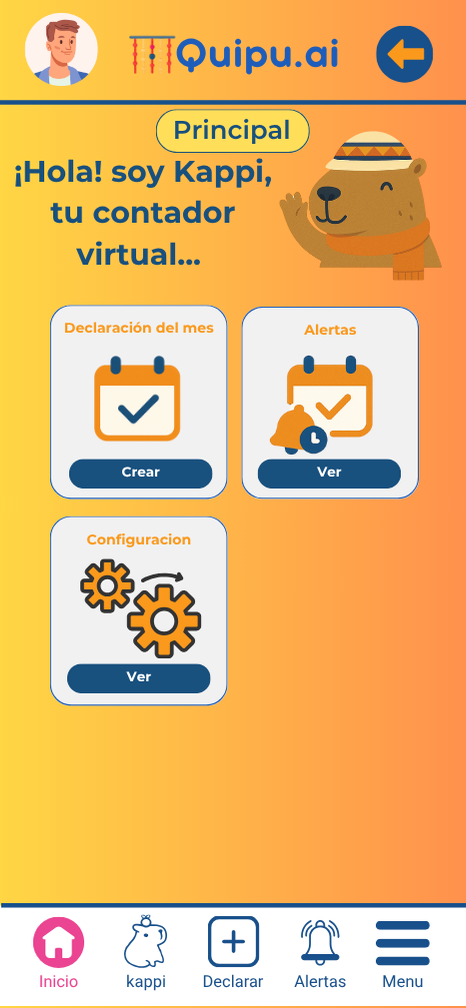 Quipu.ai
Principal
¡Hola! soy Kappi,
tu contador
virtual...
Declaración del mes
Crear
Alertas
Ver
Configuracion
Ver
Inicio
kappi
Declarar
Alertas
Menu